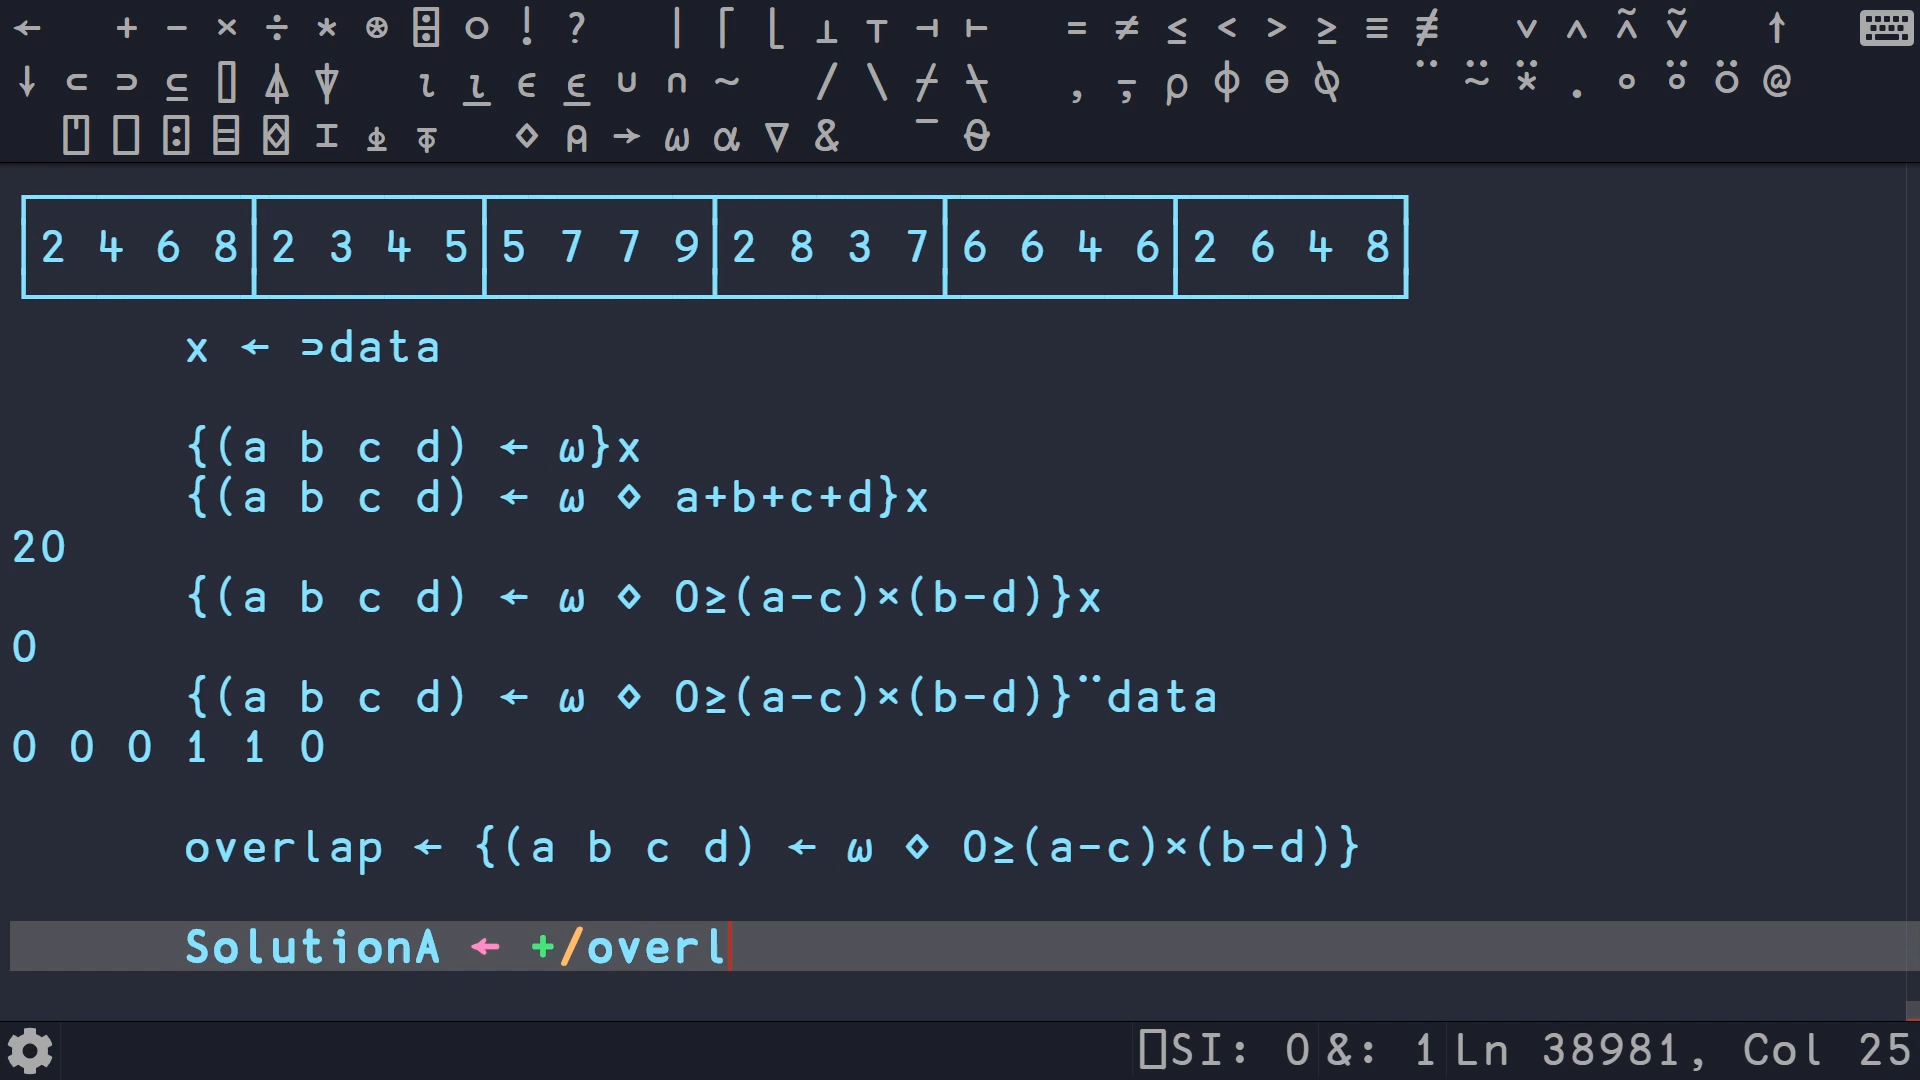 ← + - × ÷ * ⍟ ⌹ ○ ! ? | ⌈ ⌊ ⊥ ⊤ ⊣ ⊢ = ≠ ≤ < > ≥ ≡ ≢ ∨ ∧ ⍲ ⍱ ↑
↓ ⊂ ⊃ ⊆ ⌷ ⍋ ⍒ ⍳ ⍸ ∊ ⍷ ∪ ∩ ~ / \ ⌿ ⍀ , ⍪ ⍴ ⌽ ⊖ ⍉ ¨ ⍨ ⍣ . ∘ ⍤ ⍥ @
⍞ ⎕ ⍠ ⌸ ⌺ ⌶ ⍎ ⍕ ⋄ ⍝ → ⍵ ⍺ ∇ & ¯ ⍬
2 4 6 8 2 3 4 5 5 7 7 9 2 8 3 7 6 6 4 6 2 6 4 8
x ← ⊃data
{(a b c d) ← ⍵}x
{(a b c d) ← ⍵ ⋄ a+b+c+d}x
20
{(a b c d) ← ⍵ ⋄ 0≥(a-c)×(b-d)}x
0
{(a b c d) ← ⍵ ⋄ 0≥(a-c)×(b-d)}¨data
0 0 0 1 1 0
overlap ← {(a b c d) ← ⍵ ⋄ 0≥(a-c)×(b-d)}
SolutionA ← +/overl
⎕SI: 0 &: 1 Ln 38981, Col 25